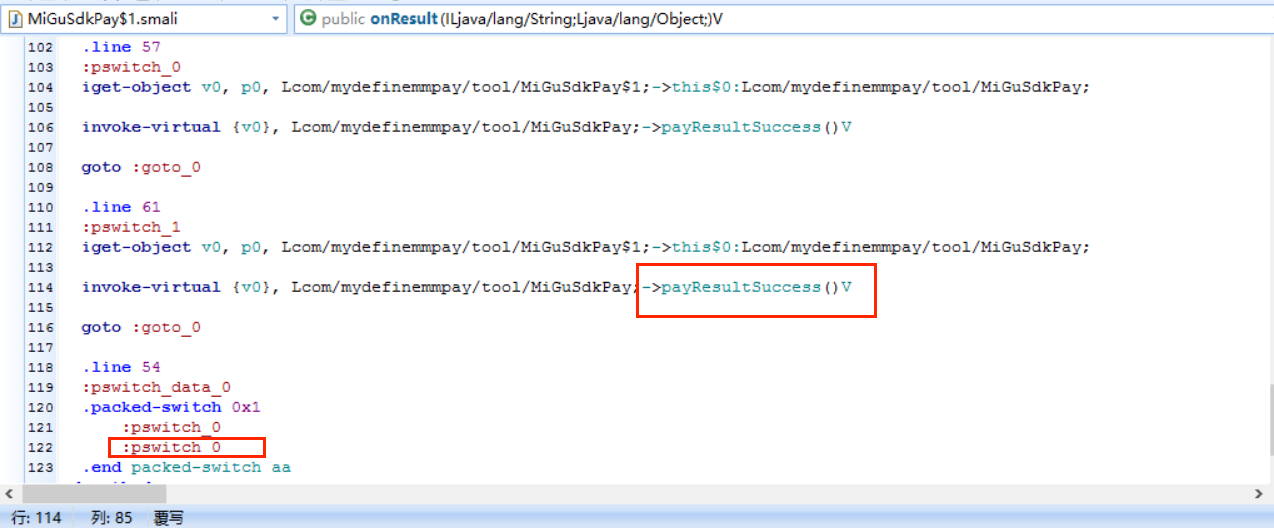 MiGuSdkPay$1.smali public onResult(ILjava/lang/String;Ljava/lang/Object;)V
102 .line 57
103 :pswitch_0
104 iget-object v0, p0, Lcom/mydefinemmpay/tool/MiGuSdkPay$1;->this$0:Lcom/mydefinemmpay/tool/MiGuSdkPay;
105
106 invoke-virtual {v0}, Lcom/mydefinemmpay/tool/MiGuSdkPay;->payResultSuccess()V
107
108 goto :goto_0
109
110 .line 61
111 :pswitch_1
112 iget-object v0, p0, Lcom/mydefinemmpay/tool/MiGuSdkPay$1;->this$0:Lcom/mydefinemmpay/tool/MiGuSdkPay;
113
114 invoke-virtual {v0}, Lcom/mydefinemmpay/tool/MiGuSdkPay;->payResultSuccess()V
115
116 goto :goto_0
117
118 .line 54
119 :pswitch_data_0
120 .packed-switch 0x1
121 :pswitch_0
122 :pswitch_0
123 .end packed-switch aa
行: 114 列: 85 覆写